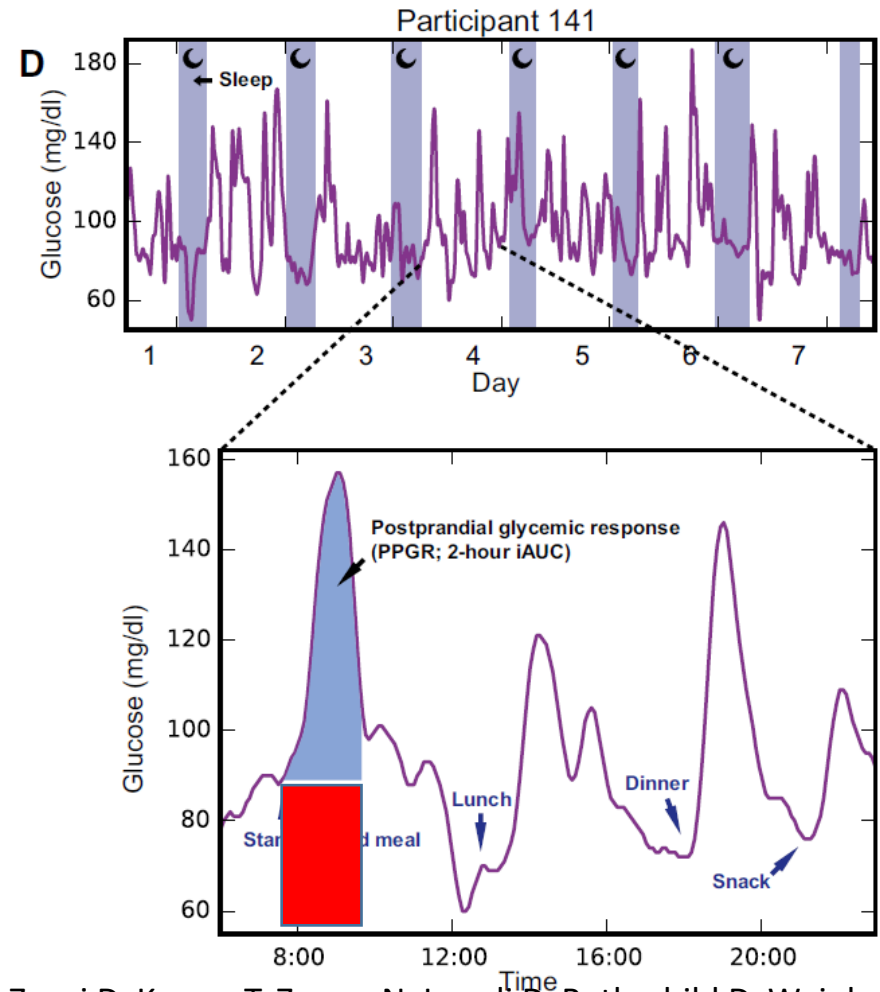 Participant 141
D
180
140
100
60
Glucose (mg/dl)
Sleep
1 2 3 4 5 6 7
Day
160
140
120
100
80
60
Glucose (mg/dl)
Postprandial glycemic response
(PPGR; 2-hour iAUC)
Lunch
Dinner
meal
Snack
8:00 12:00 16:00 20:00
Time